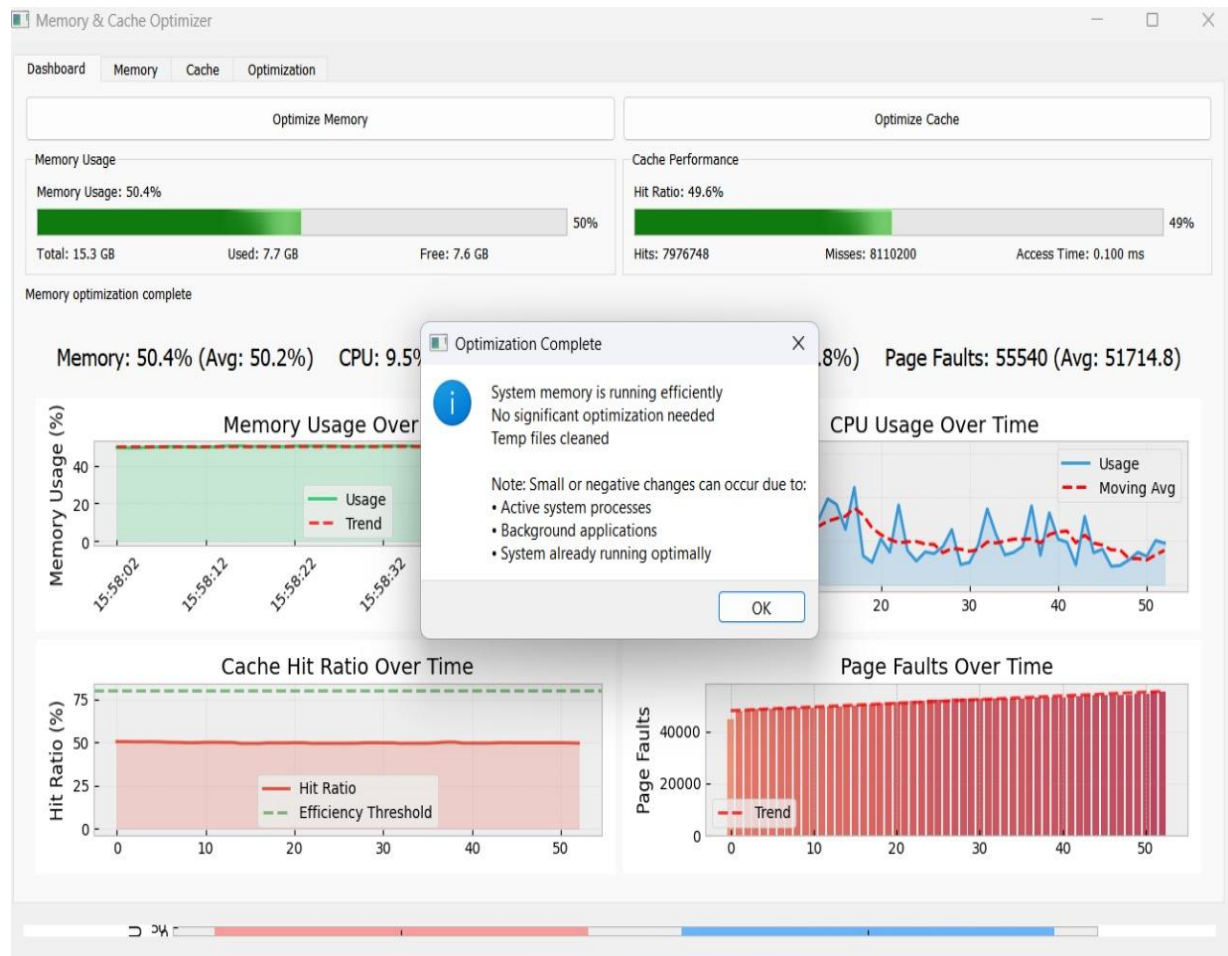 Memory & Cache Optimizer
Dashboard Memory Cache Optimization
Optimize Memory Optimize Cache
Memory Usage Cache Performance
Memory Usage: 50.4% Hit Ratio: 49.6%
50% 49%
Total: 15.3 GB Used: 7.7 GB Free: 7.6 GB Hits: 7976748 Misses: 8110200 Access Time: 0.100 ms
Memory optimization complete
Memory: 50.4% (Avg: 50.2%) CPU: 9.5% .8%) Page Faults: 55540 (Avg: 51714.8)
Optimization Complete
System memory is running efficiently
No significant optimization needed
Temp files cleaned
Note: Small or negative changes can occur due to:
• Active system processes
• Background applications
• System already running optimally
OK
Memory Usage Over
Memory Usage (%)
40
20
0
Usage
Trend
15:58:02 15:58:12 15:58:22 15:58:32
CPU Usage Over Time
Usage
Moving Avg
20 30 40 50
Cache Hit Ratio Over Time
Hit Ratio (%)
75
50
25
0
Hit Ratio
Efficiency Threshold
0 10 20 30 40 50
Page Faults Over Time
Page Faults
40000
20000
0
Trend
0 10 20 30 40 50